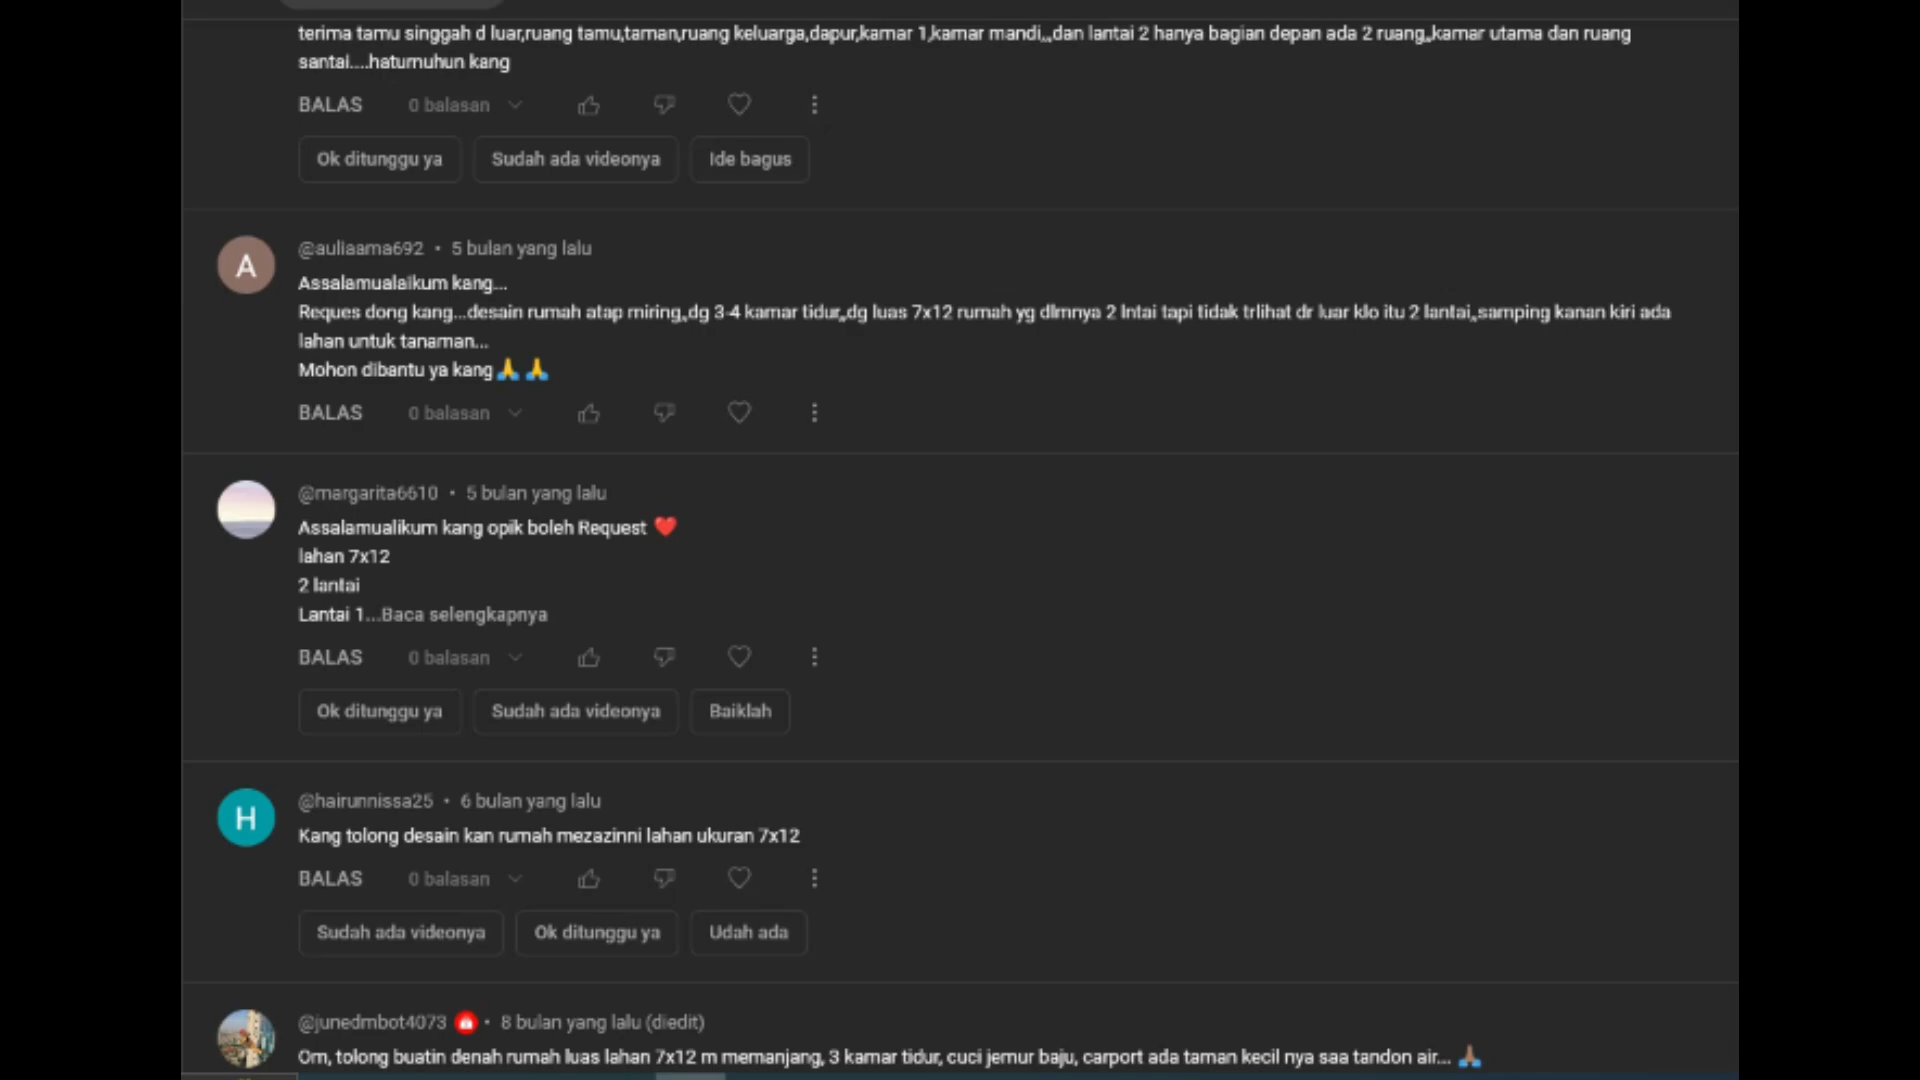 terima tamu singgah d luar,ruang tamu,taman,ruang keluarga,dapur,kamar 1,kamar mandi,,,dan lantai 2 hanya bagian depan ada 2 ruang,,kamar utama dan ruang
santai....haturnuhun kang
BALAS 0 balasan
Ok ditunggu ya Sudah ada videonya Ide bagus
@auliaama692 • 5 bulan yang lalu
A
Assalamualaikum kang...
Reques dong kang...desain rumah atap miring,,dg 3-4 kamar tidur,,dg luas 7x12 rumah yg dlmnya 2 lntai tapi tidak trlihat dr luar klo itu 2 lantai,,samping kanan kiri ada
lahan untuk tanaman...
Mohon dibantu ya kang🙏🙏
BALAS 0 balasan
@margarita6610 • 5 bulan yang lalu
Assalamualikum kang opik boleh Request ❤️
lahan 7x12
2 lantai
Lantai 1...Baca selengkapnya
BALAS 0 balasan
Ok ditunggu ya Sudah ada videonya Baiklah
@hairunnissa25 • 6 bulan yang lalu
H
Kang tolong desain kan rumah mezazinni lahan ukuran 7x12
BALAS 0 balasan
Sudah ada videonya Ok ditunggu ya Udah ada
@junedmbot4073 • 8 bulan yang lalu (diedit)
Om, tolong buatin denah rumah luas lahan 7x12 m memanjang, 3 kamar tidur, cuci jemur baju, carport ada taman kecil nya saa tandon air... 🙏🏽